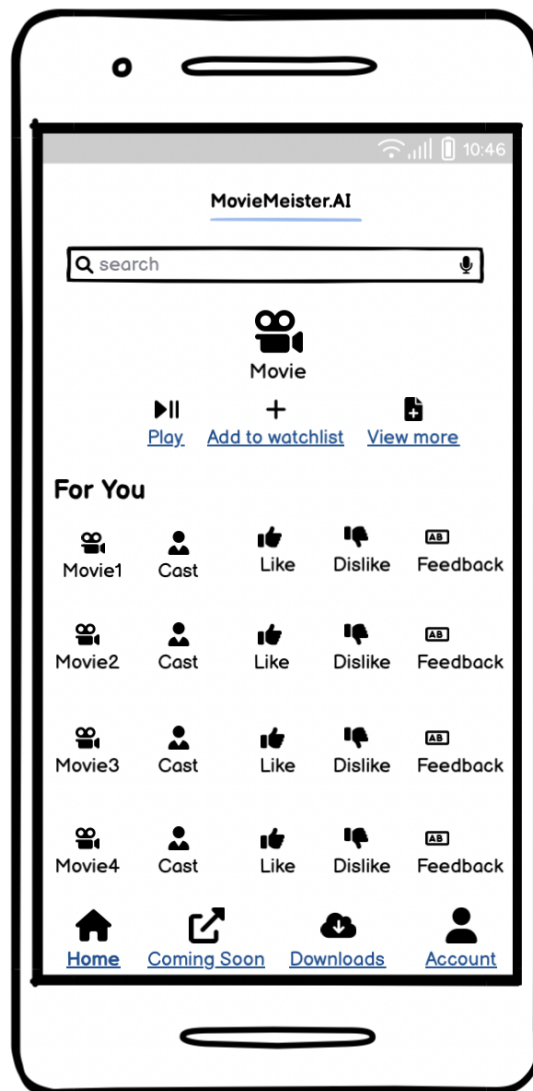 10:46
MovieMeister.AI
search
Movie
Play Add to watchlist View more
For You
Movie1 Cast Like Dislike AB Feedback
Movie2 Cast Like Dislike AB Feedback
Movie3 Cast Like Dislike AB Feedback
Movie4 Cast Like Dislike AB Feedback
Home Coming Soon Downloads Account